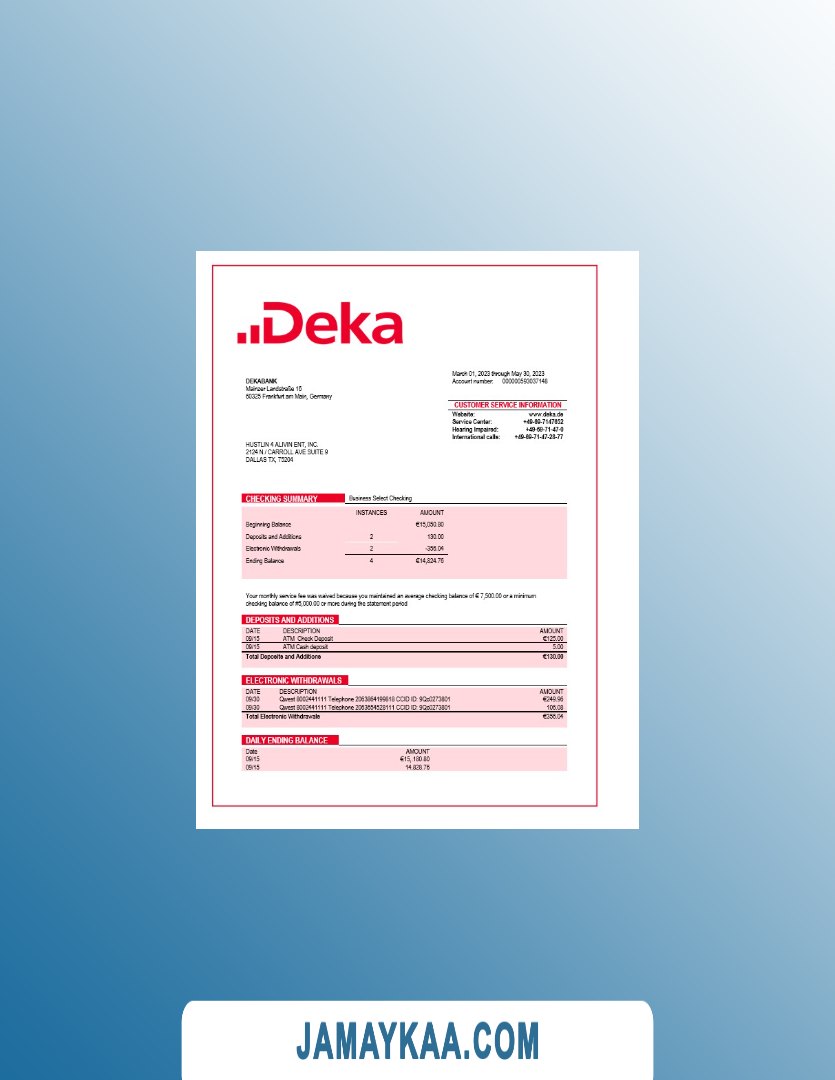 Deka
DEKABANK
Mainzer Landstraße 16
60325 Frankfurt am Main, Germany
March 01, 2023 through May 30, 2023
Account number: 000000593037148
CUSTOMER SERVICE INFORMATION
Website: www.deka.de
Service Center: +49-69-7147652
Hearing Impaired: +49-69-71-47-0
International calls: +49-69-71-47-28-77
HUSTLIN 4 ALIVIN ENT, INC.
2124 N / CARROLL AVE SUITE 9
DALLAS TX, 75204
CHECKING SUMMARY Business Select Checking
INSTANCES AMOUNT
Beginning Balance €15,050.80
Deposits and Additions 2 130.00
Electronic Withdrawals 2 -356.04
Ending Balance 4 €14,824.76
Your monthly service fee was waived because you maintained an average checking balance of € 7,500.00 or a minimum
checking balance of #5,000.00 or more during the statement period
DEPOSITS AND ADDITIONS
DATE DESCRIPTION AMOUNT
09/15 ATM Check Deposit €125.00
09/15 ATM Cash deposit 5.00
Total Deposits and Additions €130.00
ELECTRONIC WITHDRAWALS
DATE DESCRIPTION AMOUNT
09/30 Qwest 8002441111 Telephone 2063864199818 CCID ID: 9Qs0273801 €249.96
09/30 Qwest 8002441111 Telephone 2063654528111 CCID ID: 9Qs0273801 106.08
Total Electronic Withdrawals €356.04
DAILY ENDING BALANCE
Date AMOUNT
09/15 €15, 180.80
09/15 14,828.76
JAMAYKAA.COM